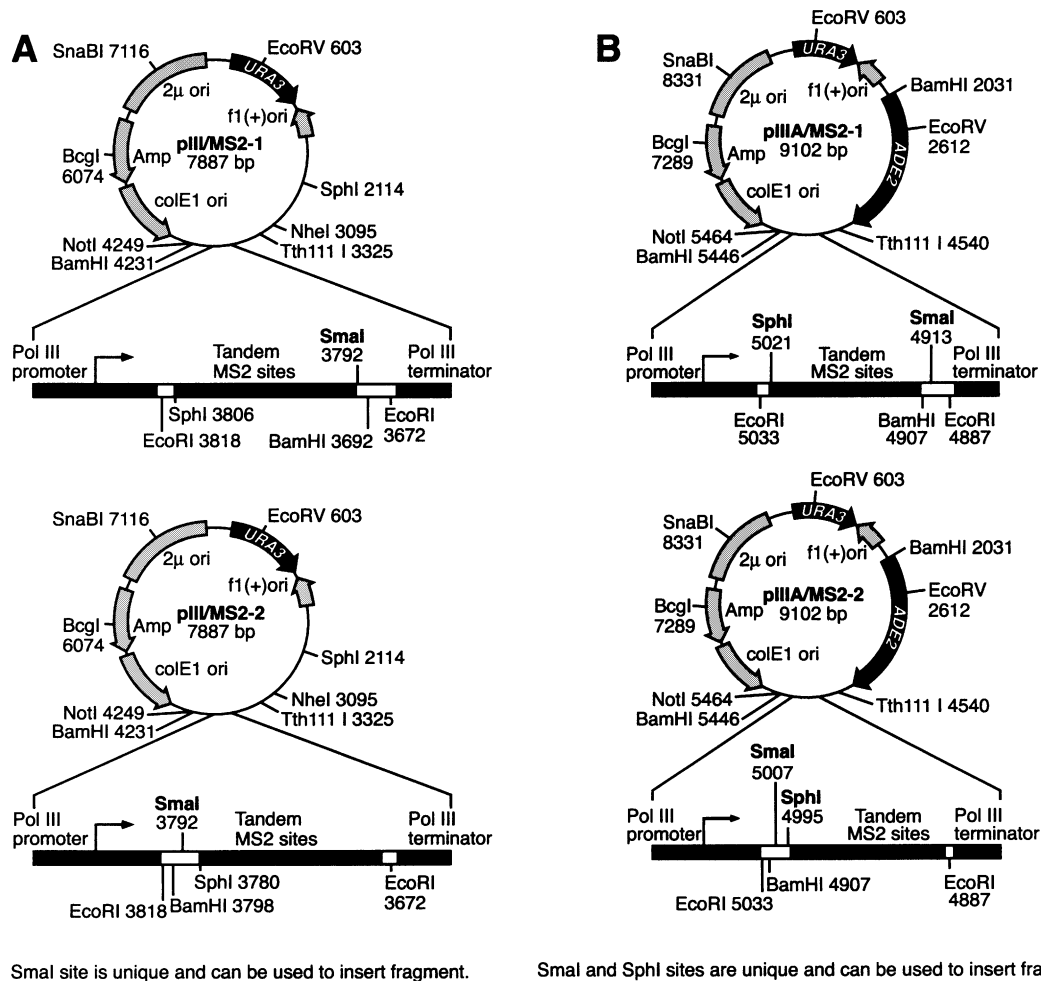 A
SnaBI 7116
EcoRV 603
URA3
2μ ori
f1(+)ori
pIII/MS2-1
7887 bp
BcgI
6074
Amp
SphI 2114
colE1 ori
NheI 3095
NotI 4249
Tth111 I 3325
BamHI 4231
SmaI
3792
Pol III
promoter
Tandem
MS2 sites
Pol III
terminator
SphI 3806
EcoRI
3672
EcoRI 3818
BamHI 3692
SnaBI 7116
EcoRV 603
URA3
2μ ori
f1(+)ori
pIII/MS2-2
7887 bp
BcgI
6074
Amp
SphI 2114
colE1 ori
NheI 3095
NotI 4249
Tth111 I 3325
BamHI 4231
SmaI
3792
Pol III
promoter
Tandem
MS2 sites
Pol III
terminator
SphI 3780
EcoRI
3672
EcoRI 3818
BamHI 3798
SmaI site is unique and can be used to insert fragment.
B
EcoRV 603
SnaBI
8331
URA3
2μ ori
f1(+)ori
BamHI 2031
pIIIA/MS2-1
9102 bp
EcoRV
2612
BcgI
7289
Amp
ADE2
colE1 ori
NotI 5464
Tth111 I 4540
BamHI 5446
SphI
5021
SmaI
4913
Pol III
promoter
Tandem
MS2 sites
Pol III
terminator
EcoRI
5033
BamHI
4907
EcoRI
4887
EcoRV 603
SnaBI
8331
URA3
2μ ori
f1(+)ori
BamHI 2031
pIIIA/MS2-2
9102 bp
EcoRV
2612
BcgI
7289
Amp
ADE2
colE1 ori
NotI 5464
Tth111 I 4540
BamHI 5446
SmaI
5007
SphI
4995
Pol III
promoter
Tandem
MS2 sites
Pol III
terminator
BamHI 4907
EcoRI 5033
EcoRI
4887
SmaI and SphI sites are unique and can be used to insert fra